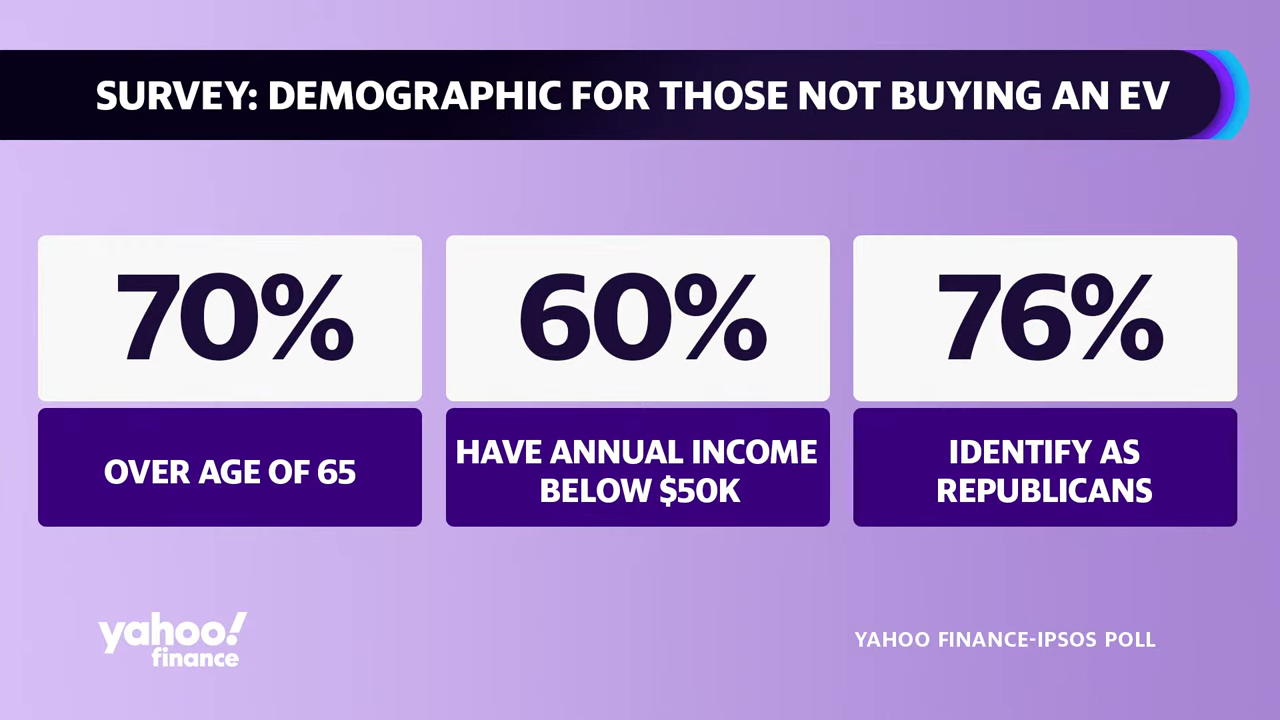 SURVEY: DEMOGRAPHIC FOR THOSE NOT BUYING AN EV
70%
OVER AGE OF 65
60%
HAVE ANNUAL INCOME
BELOW $50K
76%
IDENTIFY AS
REPUBLICANS
yahoo!
finance
YAHOO FINANCE-IPSOS POLL